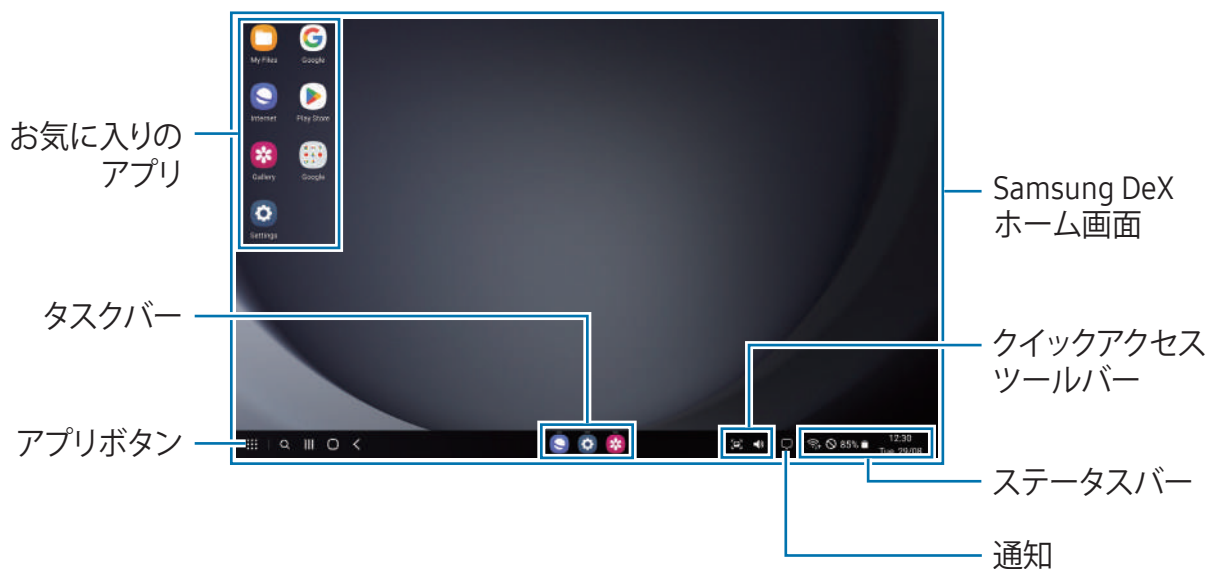 My Files
Google
Internet
Play Store
Gallery
Google
Settings
お気に入りの
アプリ
Samsung DeX
ホーム画面
タスクバー
クイックアクセス
ツールバー
アプリボタン
85%
12:30
Tue, 29/08
ステータスバー
通知